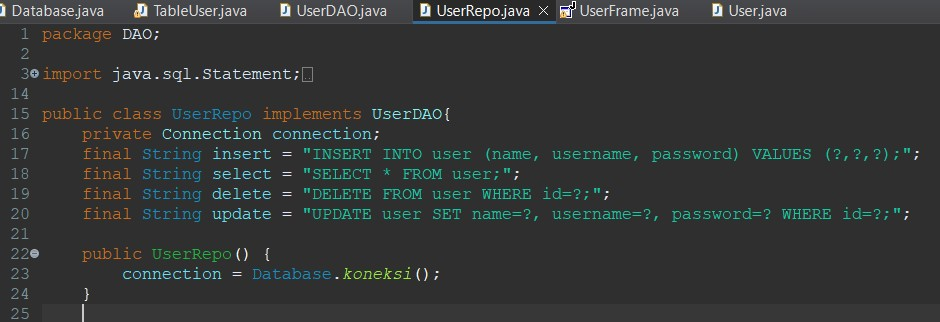 Database.java TableUser.java UserDAO.java UserRepo.java UserFrame.java User.java
1 package DAO;
2
3 import java.sql.Statement;
14
15 public class UserRepo implements UserDAO{
16 private Connection connection;
17 final String insert = "INSERT INTO user (name, username, password) VALUES (?,?,?);";
18 final String select = "SELECT * FROM user;";
19 final String delete = "DELETE FROM user WHERE id=?;";
20 final String update = "UPDATE user SET name=?, username=?, password=? WHERE id=?;";
21
22 public UserRepo() {
23 connection = Database.koneksi();
24 }
25